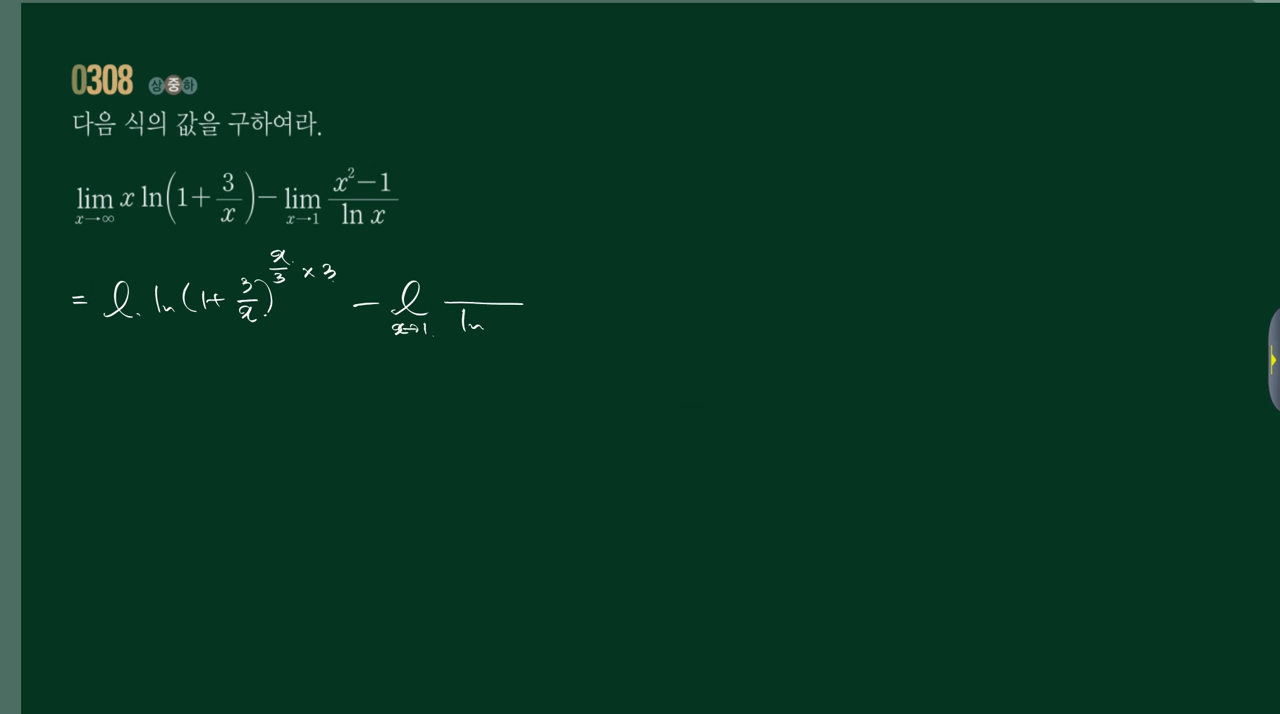 0308 상중하
다음 식의 값을 구하여라.
lim x→∞ x ln(1+3/x) − lim x→1 (x²−1)/(ln x)
= l. ln(1+3/x)^(x/3 × 3) − l x→1 ―/ln